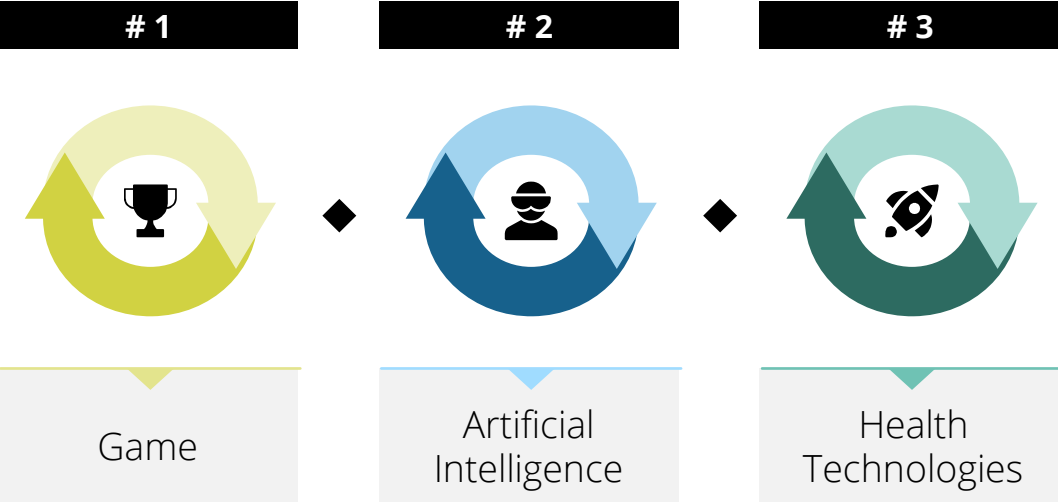 # 1
# 2
# 3
Game
Artificial
Intelligence
Health
Technologies